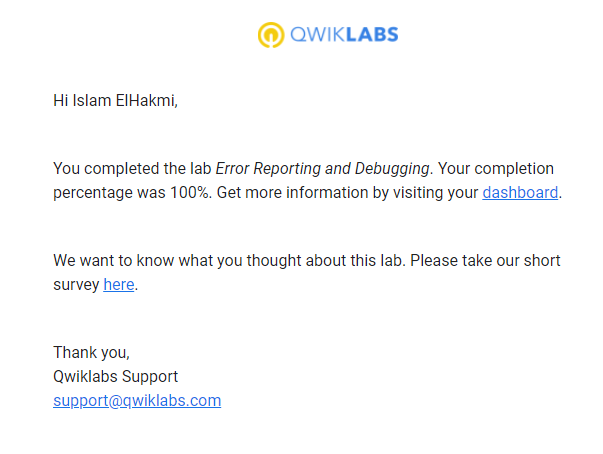 QWIKLABS
Hi Islam ElHakmi,
You completed the lab Error Reporting and Debugging. Your completion
percentage was 100%. Get more information by visiting your dashboard.
We want to know what you thought about this lab. Please take our short
survey here.
Thank you,
Qwiklabs Support
support@qwiklabs.com